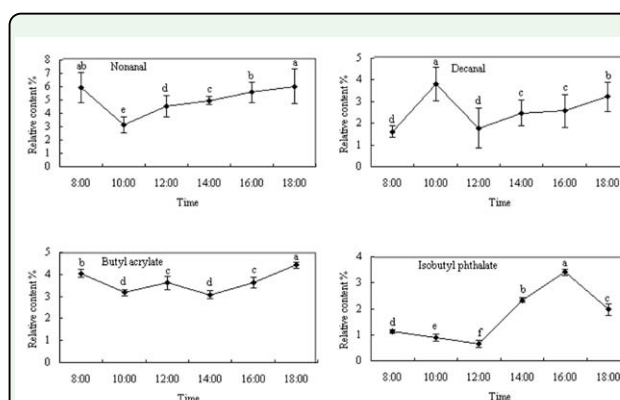 Nonanal
Relative content %
8
7
6
5
4
3
2
1
0
ab
e
d
c
b
a
8:00 10:00 12:00 14:00 16:00 18:00
Time
Decanal
Relative content %
5
4
3
2
1
0
d
a
d
c
c
b
8:00 10:00 12:00 14:00 16:00 18:00
Time
Butyl acrylate
Relative content %
5
4
3
2
1
0
b
d
c
d
c
a
8:00 10:00 12:00 14:00 16:00 18:00
Time
Isobutyl phthalate
Relative content %
4
3
2
1
0
d
e
f
b
a
c
8:00 10:00 12:00 14:00 16:00 18:00
Time